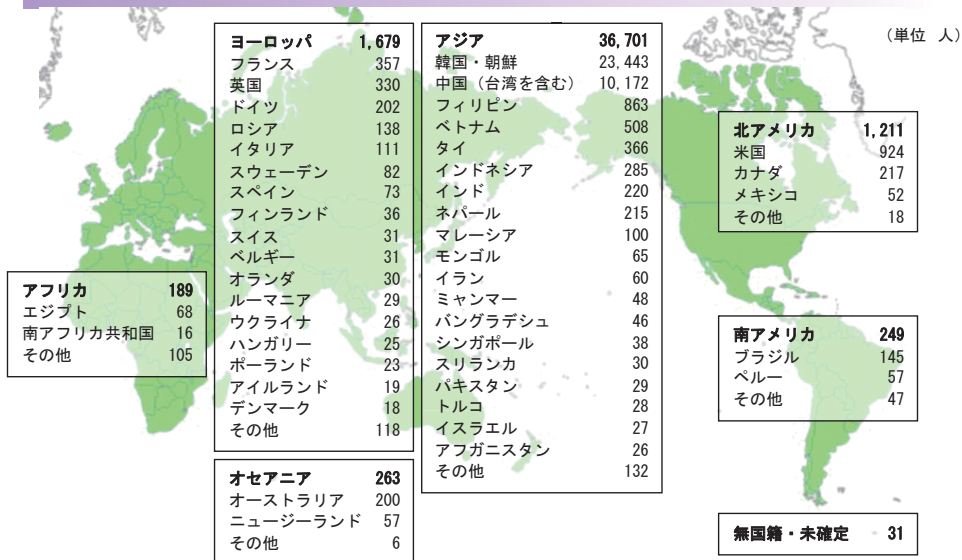 (単位 人)
ヨーロッパ 1,679
フランス 357
英国 330
ドイツ 202
ロシア 138
イタリア 111
スウェーデン 82
スペイン 73
フィンランド 36
スイス 31
ベルギー 31
オランダ 30
ルーマニア 29
ウクライナ 26
ハンガリー 25
ポーランド 23
アイルランド 19
デンマーク 18
その他 118
アジア 36,701
韓国・朝鮮 23,443
中国(台湾を含む) 10,172
フィリピン 863
ベトナム 508
タイ 366
インドネシア 285
インド 220
ネパール 215
マレーシア 100
モンゴル 65
イラン 60
ミャンマー 48
バングラデシュ 46
シンガポール 38
スリランカ 30
パキスタン 29
トルコ 28
イスラエル 27
アフガニスタン 26
その他 132
北アメリカ 1,211
米国 924
カナダ 217
メキシコ 52
その他 18
アフリカ 189
エジプト 68
南アフリカ共和国 16
その他 105
南アメリカ 249
ブラジル 145
ペルー 57
その他 47
オセアニア 263
オーストラリア 200
ニュージーランド 57
その他 6
無国籍・未確定 31